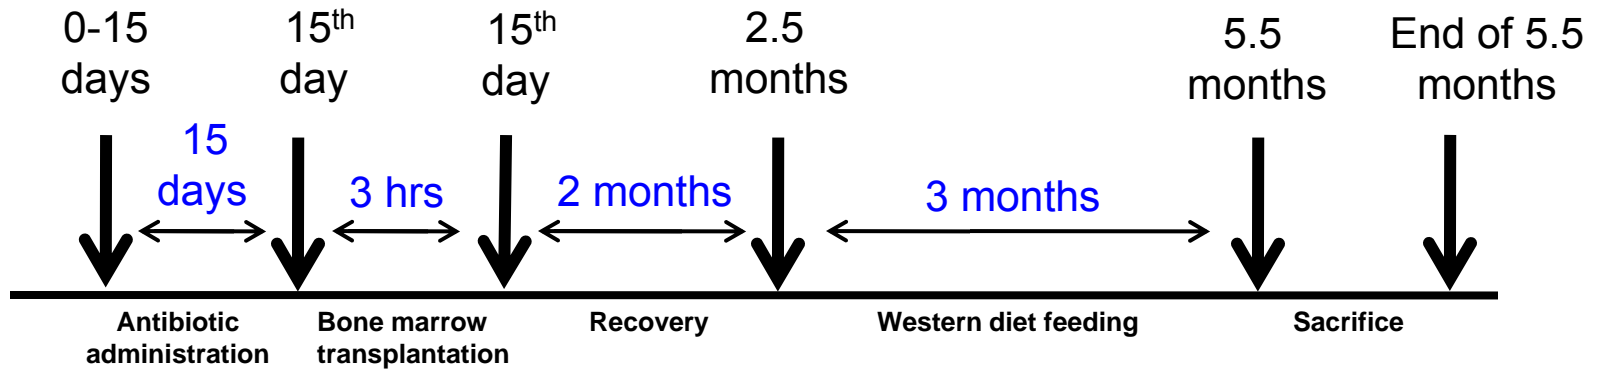 0-15
days
15th
day
15th
day
2.5
months
5.5
months
End of 5.5
months
15
days
3 hrs
2 months
3 months
Antibiotic
administration
Bone marrow
transplantation
Recovery
Western diet feeding
Sacrifice